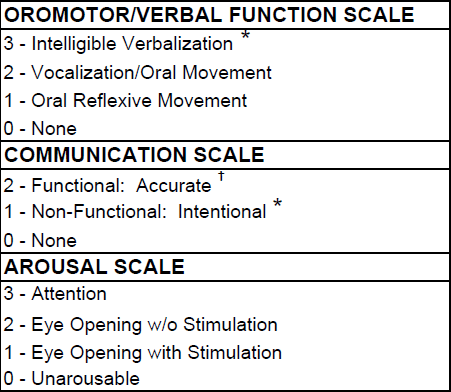 OROMOTOR/VERBAL FUNCTION SCALE
3 - Intelligible Verbalization *
2 - Vocalization/Oral Movement
1 - Oral Reflexive Movement
0 - None
COMMUNICATION SCALE
2 - Functional: Accurate †
1 - Non-Functional: Intentional *
0 - None
AROUSAL SCALE
3 - Attention
2 - Eye Opening w/o Stimulation
1 - Eye Opening with Stimulation
0 - Unarousable